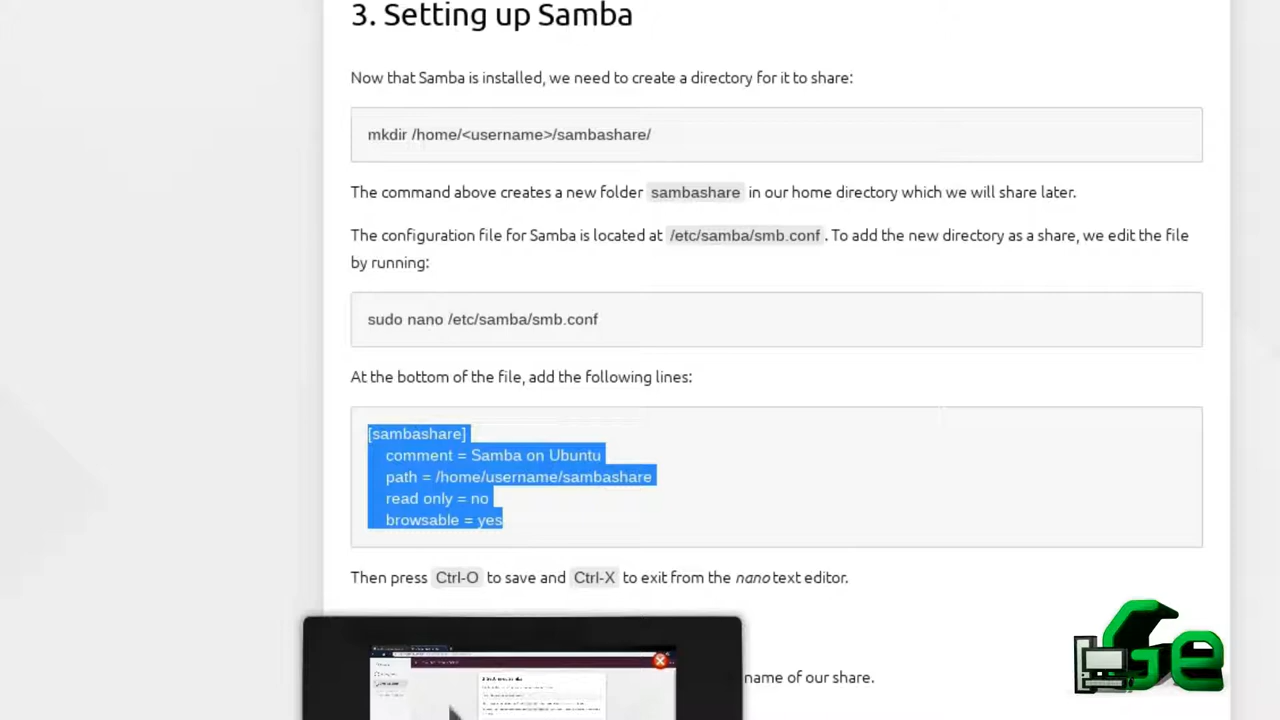 3. Setting up Samba
Now that Samba is installed, we need to create a directory for it to share:
mkdir /home/<username>/sambashare/
The command above creates a new folder sambashare in our home directory which we will share later.
The configuration file for Samba is located at /etc/samba/smb.conf. To add the new directory as a share, we edit the file
by running:
sudo nano /etc/samba/smb.conf
At the bottom of the file, add the following lines:
[sambashare]
comment = Samba on Ubuntu
path = /home/username/sambashare
read only = no
browsable = yes
Then press Ctrl-O to save and Ctrl-X to exit from the nano text editor.
name of our share.